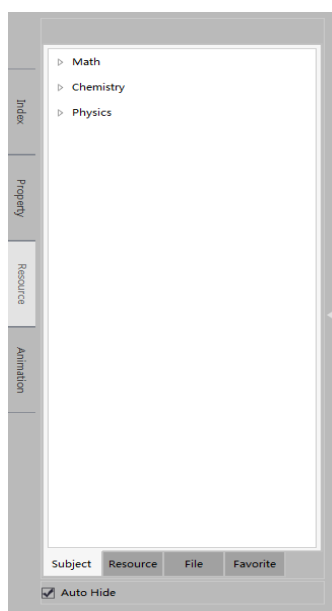 Index
Property
Resource
Animation
Math
Chemistry
Physics
Subject Resource File Favorite
Auto Hide